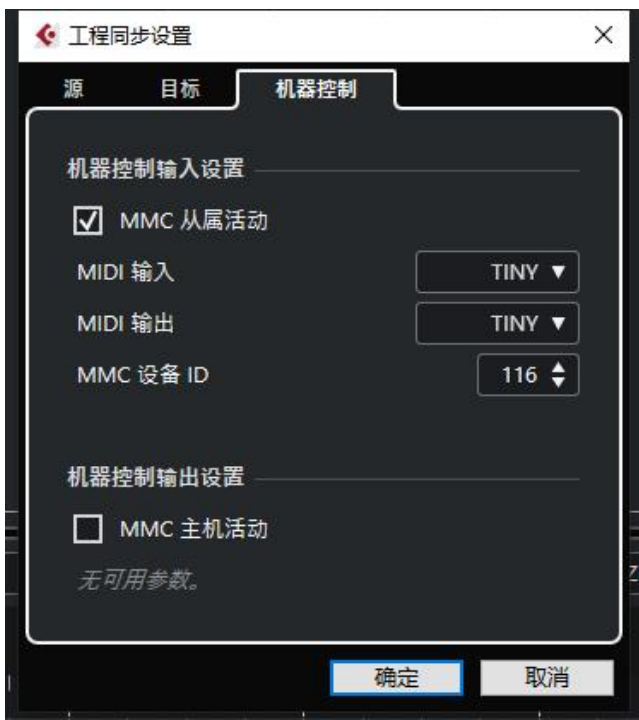 工程同步设置
源 目标 机器控制
机器控制输入设置
MMC 从属活动
MIDI 输入 TINY
MIDI 输出 TINY
MMC 设备 ID 116
机器控制输出设置
MMC 主机活动
无可用参数。
确定 取消